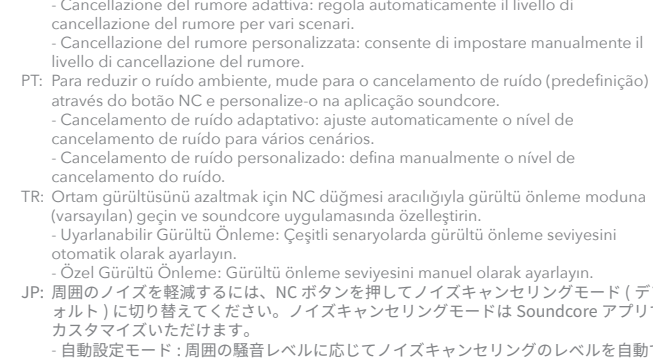 - Cancellazione del rumore adattiva: regola automaticamente il livello di
cancellazione del rumore per vari scenari.
- Cancellazione del rumore personalizzata: consente di impostare manualmente il
livello di cancellazione del rumore.
PT: Para reduzir o ruído ambiente, mude para o cancelamento de ruído (predefinição)
através do botão NC e personalize-o na aplicação soundcore.
- Cancelamento de ruído adaptativo: ajuste automaticamente o nível de
cancelamento de ruído para vários cenários.
- Cancelamento de ruído personalizado: defina manualmente o nível de
cancelamento do ruído.
TR: Ortam gürültüsünü azaltmak için NC düğmesi aracılığıyla gürültü önleme moduna
(varsayılan) geçin ve soundcore uygulamasında özelleştirin.
- Uyarlanabilir Gürültü Önleme: Çeşitli senaryolarda gürültü önleme seviyesini
otomatik olarak ayarlayın.
- Özel Gürültü Önleme: Gürültü önleme seviyesini manuel olarak ayarlayın.
JP: 周囲のノイズを軽減するには、NC ボタンを押してノイズキャンセリングモード ( デフ
ォルト ) に切り替えてください。ノイズキャンセリングモードは Soundcore アプリで
カスタマイズいただけます。
- 自動設定モード : 周囲の騒音レベルに応じてノイズキャンセリングのレベルを自動で